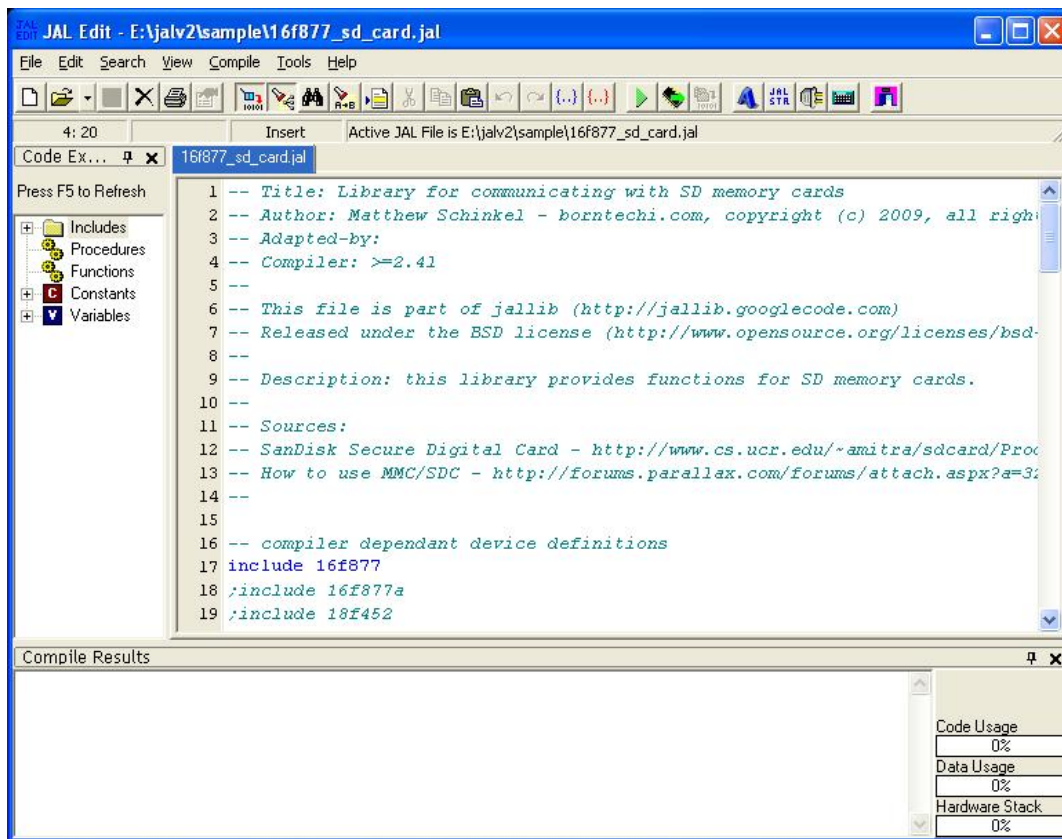 JAL EDIT JAL Edit - E:\jalv2\sample\16f877_sd_card.jal
File Edit Search View Compile Tools Help
JAL STR
4: 20 Insert Active JAL File is E:\jalv2\sample\16f877_sd_card.jal
Code Ex...
16f877_sd_card.jal
Press F5 to Refresh
Includes
Procedures
Functions
C Constants
V Variables
1 -- Title: Library for communicating with SD memory cards
2 -- Author: Matthew Schinkel - borntechi.com, copyright (c) 2009, all righ
3 -- Adapted-by:
4 -- Compiler: >=2.4l
5 --
6 -- This file is part of jallib (http://jallib.googlecode.com)
7 -- Released under the BSD license (http://www.opensource.org/licenses/bsd-
8 --
9 -- Description: this library provides functions for SD memory cards.
10 --
11 -- Sources:
12 -- SanDisk Secure Digital Card - http://www.cs.ucr.edu/~amitra/sdcard/Prod
13 -- How to use MMC/SDC - http://forums.parallax.com/forums/attach.aspx?a=32
14 --
15
16 -- compiler dependant device definitions
17 include 16f877
18 ;include 16f877a
19 ;include 18f452
Compile Results
Code Usage
0%
Data Usage
0%
Hardware Stack
0%